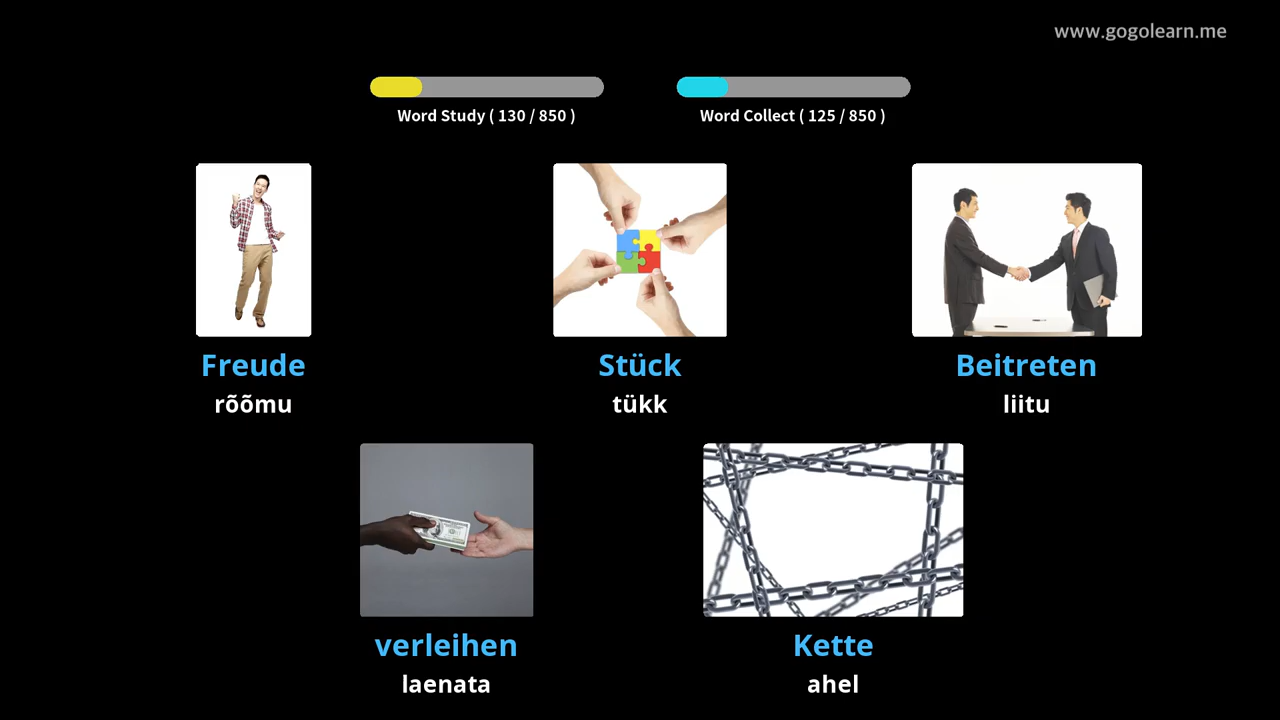 www.gogolearn.me
Word Study ( 130 / 850 )
Word Collect ( 125 / 850 )
Freude
rõõmu
Stück
tükk
Beitreten
liitu
verleihen
laenata
Kette
ahel